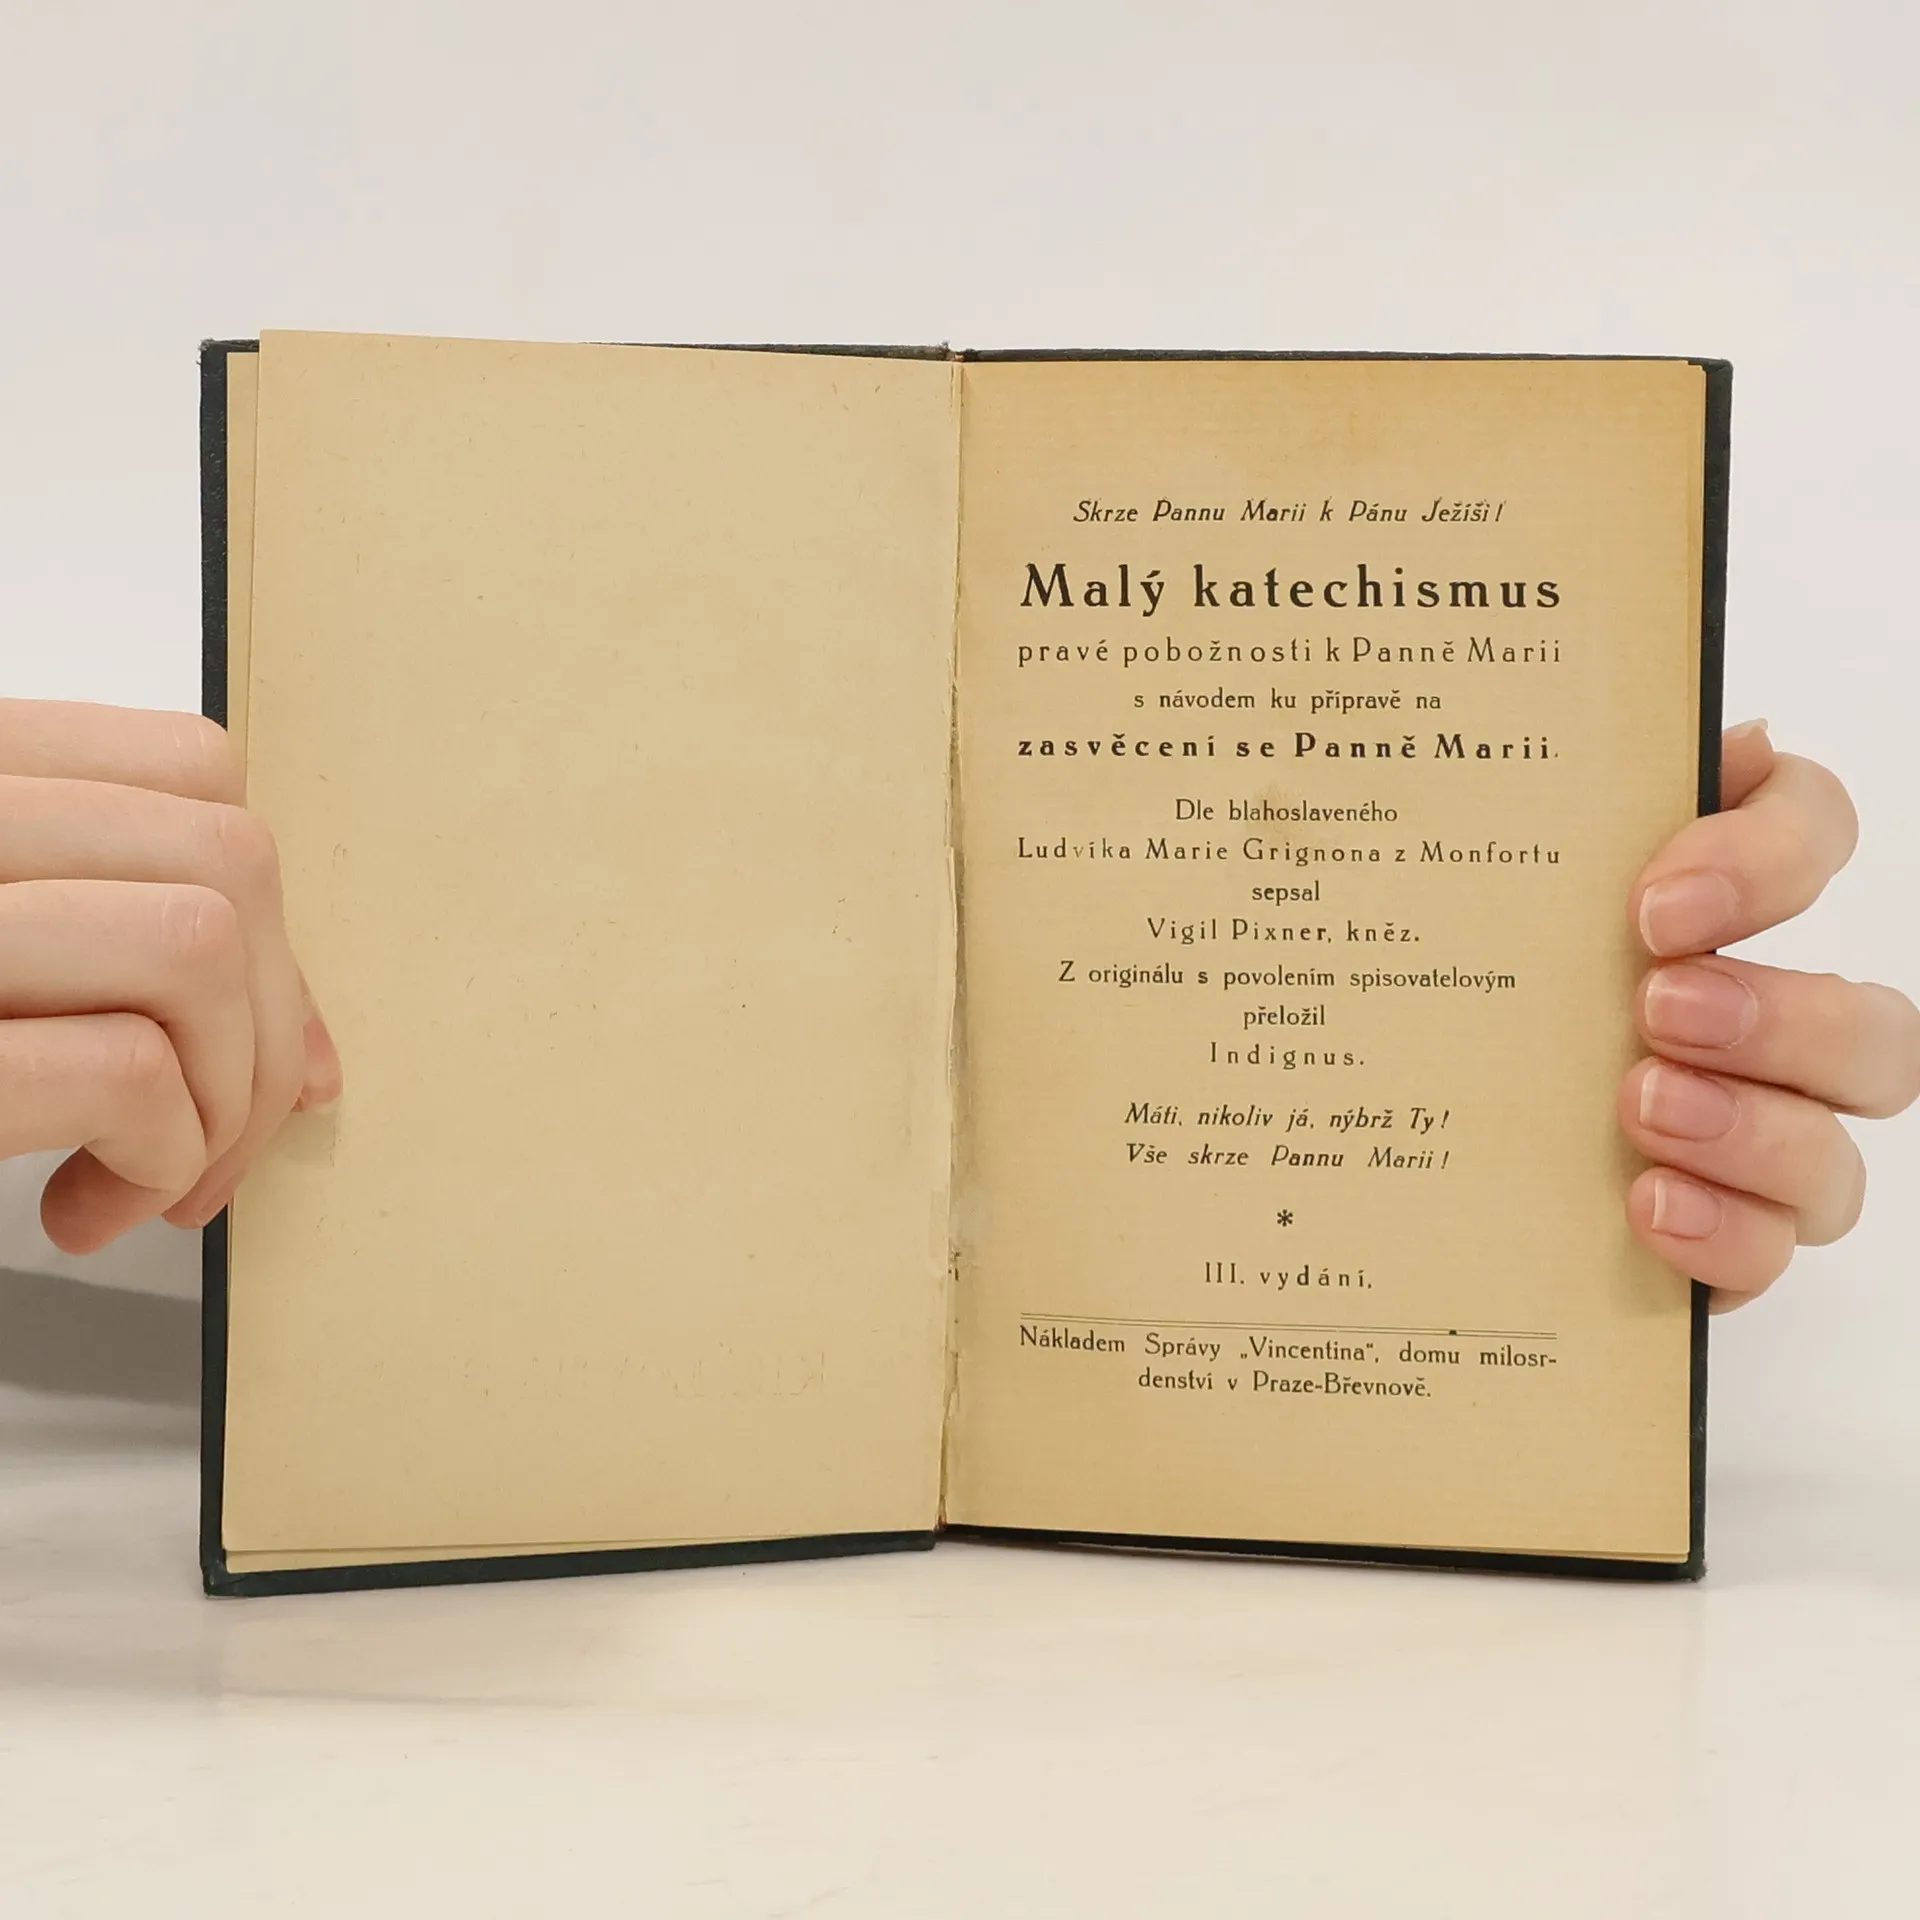 Skrze Pannu Marii k Pánu Ježíši!
Malý katechismus
pravé pobožnosti k Panně Marii
s návodem ku přípravě na
zasvěcení se Panně Marii.
Dle blahoslaveného
Ludvíka Marie Grignona z Monfortu
sepsal
Vigil Pixner, kněz.
Z originálu s povolením spisovatelovým
přeložil
Indignus.
Máti, nikoliv já, nýbrž Ty!
Vše skrze Pannu Marii!
*
III. vydání.
Nákladem Správy „Vincentina“, domu milosr-
denství v Praze-Břevnově.